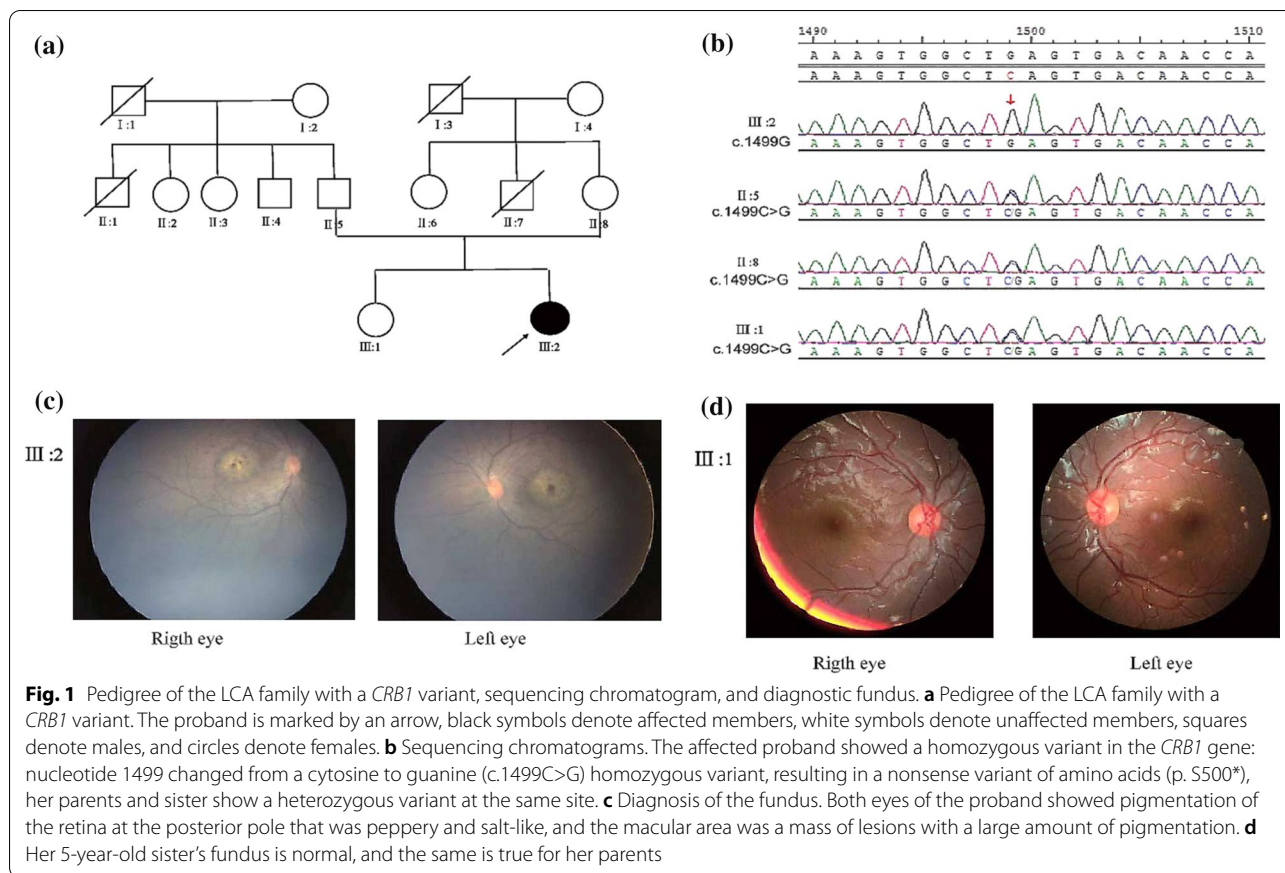 (a)
I:1
I:2
I:3
I:4
II:1
II:2
II:3
II:4
II:5
II:6
II:7
II:8
III:1
III:2
(b)
1490 1500 1510
A A A G T G G C T G A G T G A C A A C C A
A A A G T G G C T C A G T G A C A A C C A
III:2
c.1499G
A A A G T G G C T G A G T G A C A A C C A
II:5
c.1499C>G
A A A G T G G C T C G A G T G A C A A C C A
II:8
c.1499C>G
A A A G T G G C T C G A G T G A C A A C C A
III:1
c.1499C>G
A A A G T G G C T C G A G T G A C A A C C A
(c)
III:2
Rigth eye
Left eye
(d)
III:1
Rigth eye
Left eye
Fig. 1 Pedigree of the LCA family with a CRB1 variant, sequencing chromatogram, and diagnostic fundus. a Pedigree of the LCA family with a
CRB1 variant. The proband is marked by an arrow, black symbols denote affected members, white symbols denote unaffected members, squares
denote males, and circles denote females. b Sequencing chromatograms. The affected proband showed a homozygous variant in the CRB1 gene:
nucleotide 1499 changed from a cytosine to guanine (c.1499C>G) homozygous variant, resulting in a nonsense variant of amino acids (p. S500*),
her parents and sister show a heterozygous variant at the same site. c Diagnosis of the fundus. Both eyes of the proband showed pigmentation of
the retina at the posterior pole that was peppery and salt-like, and the macular area was a mass of lesions with a large amount of pigmentation. d
Her 5-year-old sister's fundus is normal, and the same is true for her parents